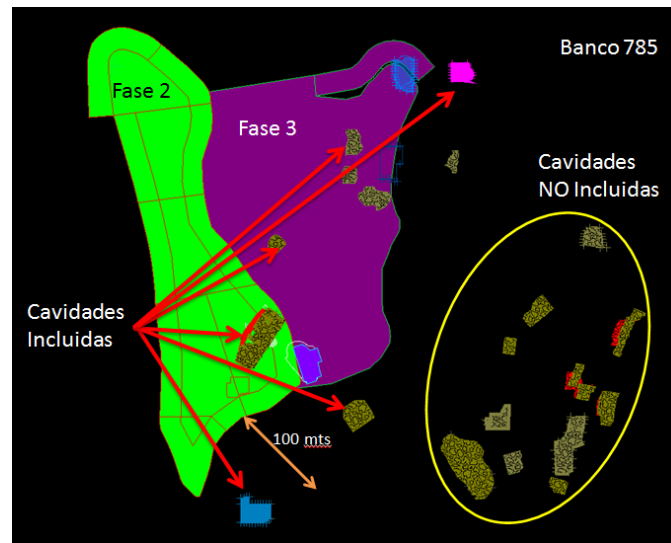 Banco 785
Fase 2
Fase 3
Cavidades
NO Incluidas
Cavidades
Incluidas
100 mts